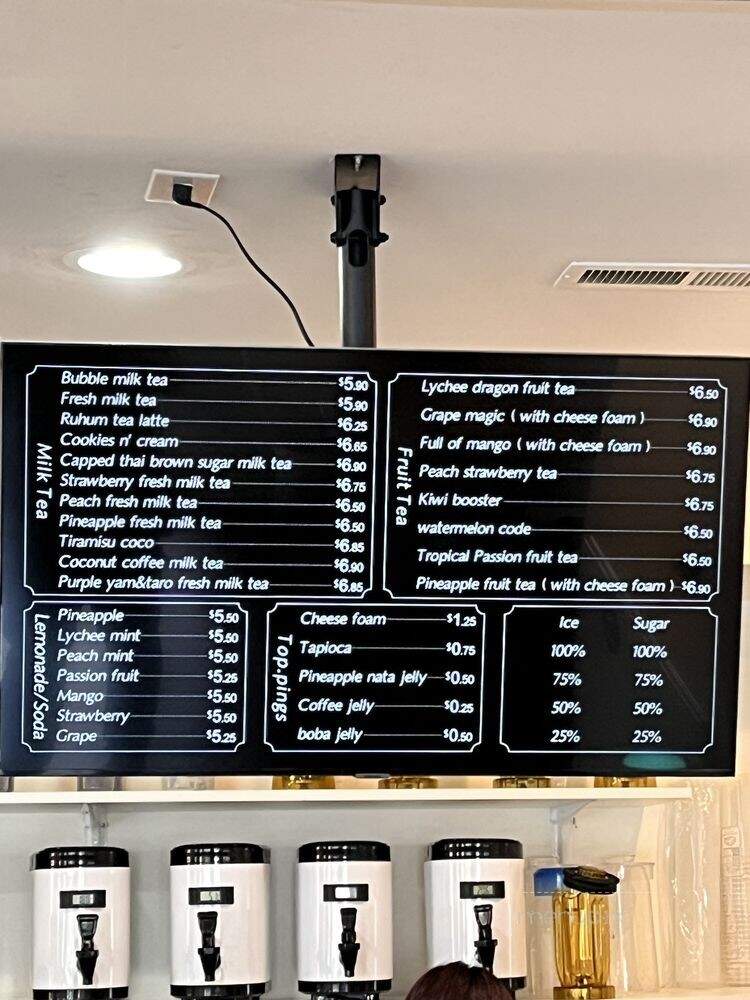 Milk Tea
Bubble milk tea $5.90
Fresh milk tea $5.90
Ruhum tea latte $6.25
Cookies n' cream $6.65
Capped thai brown sugar milk tea $6.90
Strawberry fresh milk tea $6.75
Peach fresh milk tea $6.50
Pineapple fresh milk tea $6.50
Tiramisu coco $6.85
Coconut coffee milk tea $6.90
Purple yam&taro fresh milk tea $6.85
Fruit Tea
Lychee dragon fruit tea $6.50
Grape magic ( with cheese foam ) $6.90
Full of mango ( with cheese foam ) $6.90
Peach strawberry tea $6.75
Kiwi booster $6.75
watermelon code $6.50
Tropical Passion fruit tea $6.50
Pineapple fruit tea ( with cheese foam ) $6.90
Lemonade/Soda
Pineapple $5.50
Lychee mint $5.50
Peach mint $5.50
Passion fruit $5.25
Mango $5.50
Strawberry $5.50
Grape $5.25
Top.pings
Cheese foam $1.25
Tapioca $0.75
Pineapple nata jelly $0.50
Coffee jelly $0.25
boba jelly $0.50
Ice Sugar
100% 100%
75% 75%
50% 50%
25% 25%